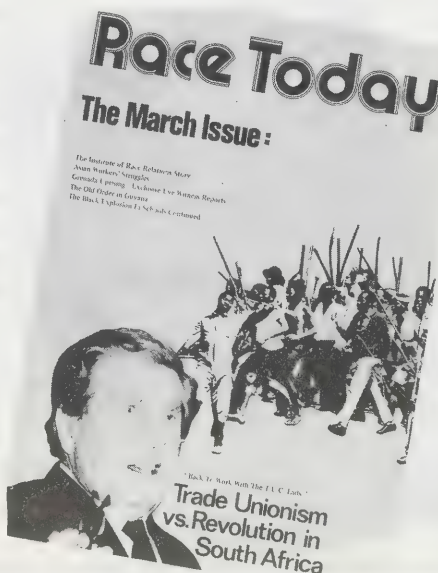 Race Today
The March Issue:
The Institute of Race Relations Story
Asian Workers' Struggles
Grenada Uprising Exclusive Eye Witness Reports
The Old Order in Guyana
The Black Explosion In Schools Continued
'Back To Work With The T.U.C.'
Trade Unionism
vs. Revolution in
South Africa